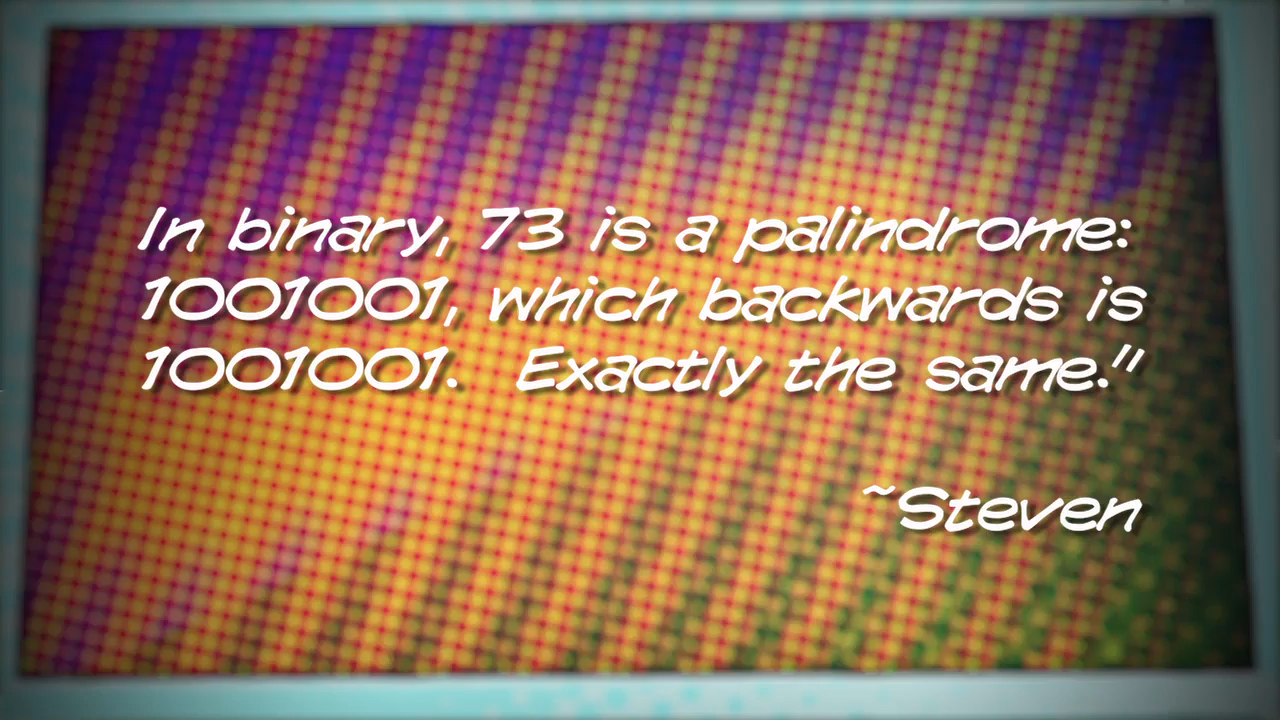 In binary, 73 is a palindrome:
1001001, which backwards is
1001001.  Exactly the same."
~Steven